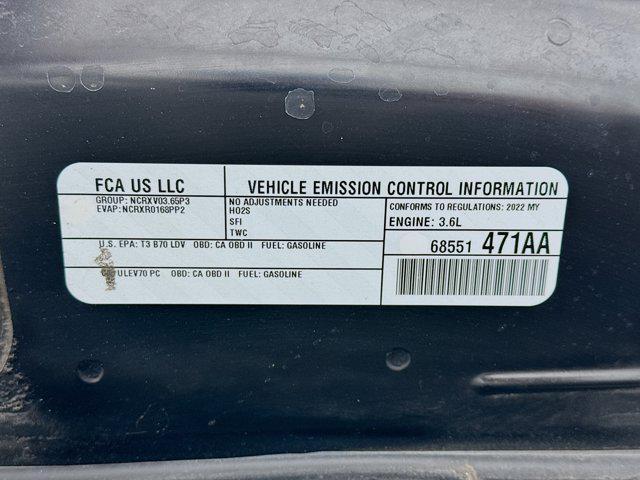 FCA US LLC
VEHICLE EMISSION CONTROL INFORMATION
GROUP: NCRXV03.65P3
EVAP: NCRXR0168PP2
NO ADJUSTMENTS NEEDED
HO2S
SFI
TWC
CONFORMS TO REGULATIONS: 2022 MY
ENGINE: 3.6L
U.S. EPA: T3 B70 LDV OBD: CA OBD II FUEL: GASOLINE
ULEV70 PC OBD: CA OBD II FUEL: GASOLINE
68551 471AA